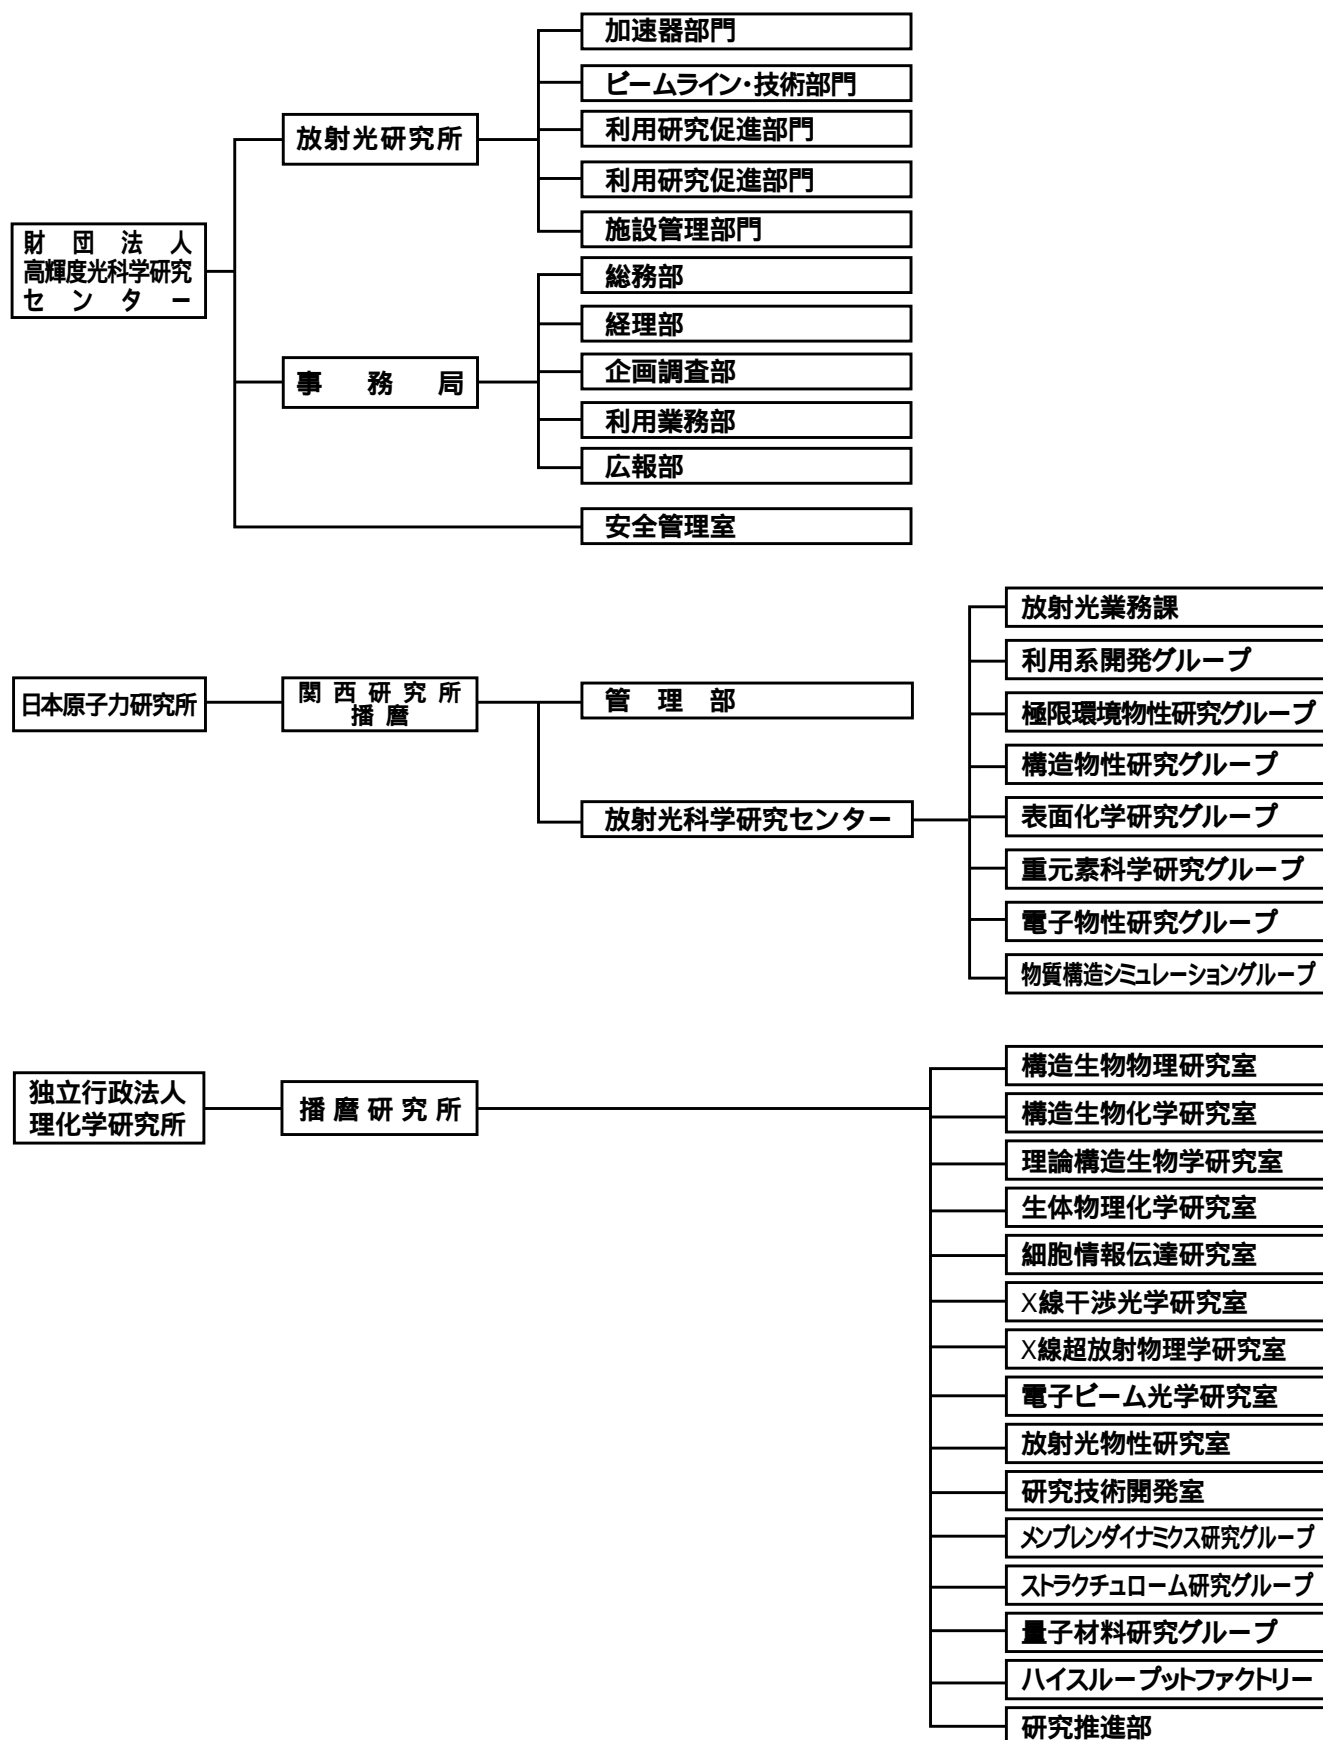 加速器部門
ビームライン・技術部門
放射光研究所
利用研究促進部門
利用研究促進部門
施設管理部門
財団法人
高輝度光科学研究
センター
総務部
経理部
事務局
企画調査部
利用業務部
広報部
安全管理室
放射光業務課
利用系開発グループ
日本原子力研究所
関西研究所
播磨
管理部
極限環境物性研究グループ
構造物性研究グループ
放射光科学研究センター
表面化学研究グループ
重元素科学研究グループ
電子物性研究グループ
物質構造シミュレーショングループ
独立行政法人
理化学研究所
播磨研究所
構造生物物理研究室
構造生物化学研究室
理論構造生物学研究室
生体物理化学研究室
細胞情報伝達研究室
X線干渉光学研究室
X線超放射物理学研究室
電子ビーム光学研究室
放射光物性研究室
研究技術開発室
メンブレンダイナミクス研究グループ
ストラクチュローム研究グループ
量子材料研究グループ
ハイスループットファクトリー
研究推進部